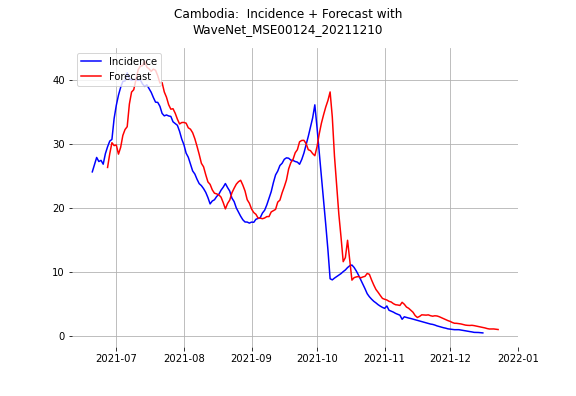 Cambodia:  Incidence + Forecast with
WaveNet_MSE00124_20211210
Incidence
Forecast
40
30
20
10
0
2021-07 2021-08 2021-09 2021-10 2021-11 2021-12 2022-01